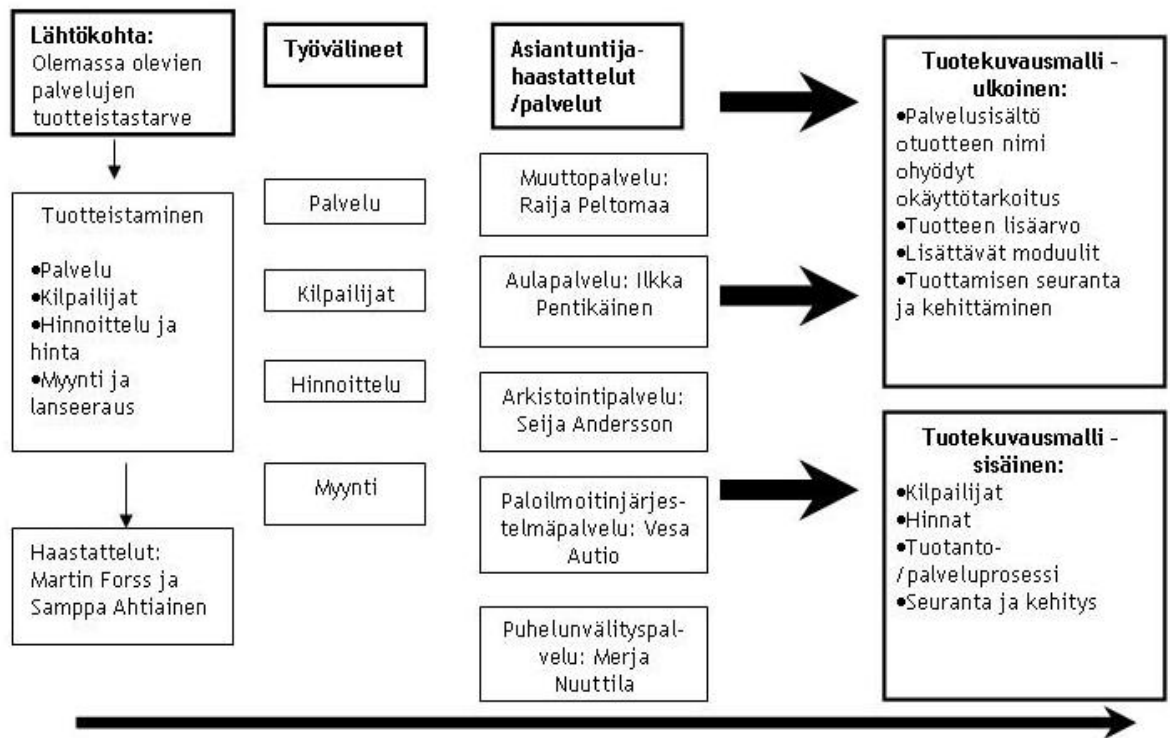 Lähtökohta:
Olemassa olevien
palvelujen
tuotteistastarve
Tuotteistaminen
•Palvelu
•Kilpailijat
•Hinnoittelu ja
hinta
•Myynti ja
lanseeraus
Haastattelut:
Martin Forss ja
Samppa Ahtiainen
Työvälineet
Palvelu
Kilpailijat
Hinnoittelu
Myynti
Asiantuntija-
haastattelut
/palvelut
Muuttopalvelu:
Raija Peltomaa
Aulapalvelu: Ilkka
Pentikäinen
Arkistointipalvelu:
Seija Andersson
Paloilmoitinjärjes-
telmäpalvelu: Vesa
Autio
Puhelunvälityspal-
velu: Merja
Nuuttila
Tuotekuvausmalli -
ulkoinen:
•Palvelusisältö
otuotteen nimi
ohyödyt
okäyttötarkoitus
•Tuotteen lisäarvo
•Lisättävät moduulit
•Tuottamisen seuranta
ja kehittäminen
Tuotekuvausmalli -
sisäinen:
•Kilpailijat
•Hinnat
•Tuotanto-
/palveluprosessi
•Seuranta ja kehitys